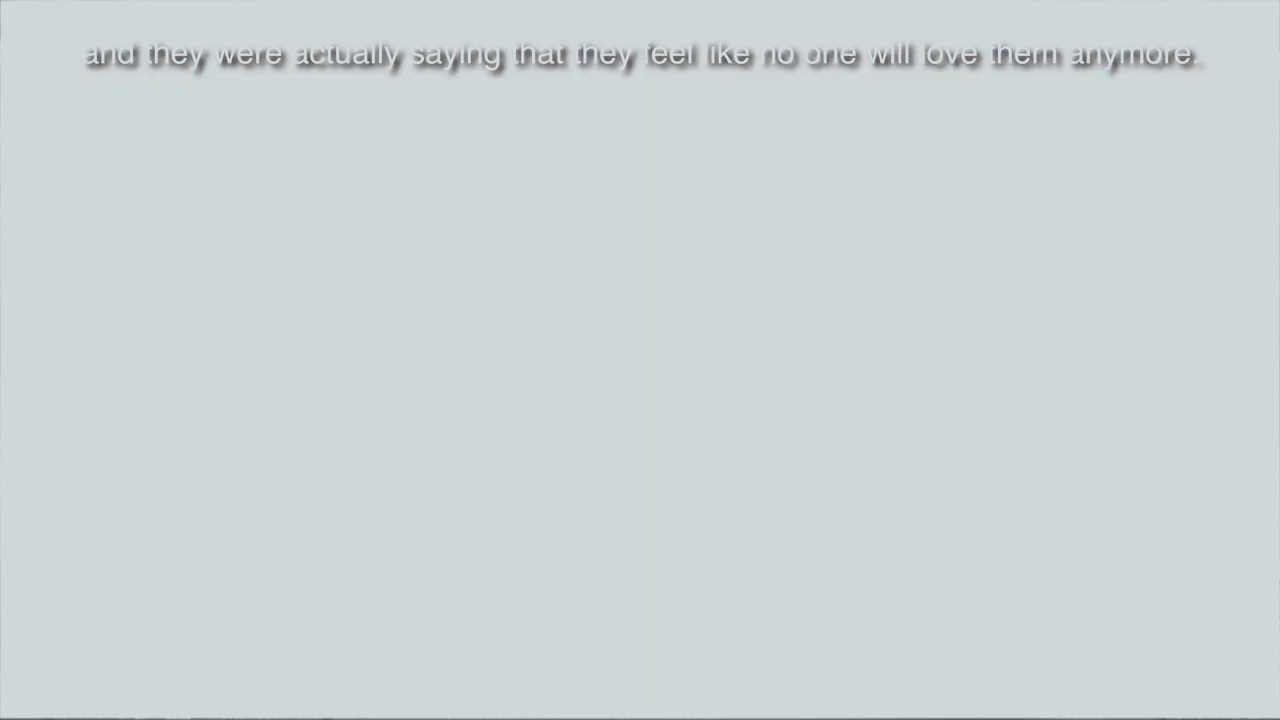 and they were actually saying that they feel like no one will love them anymore.